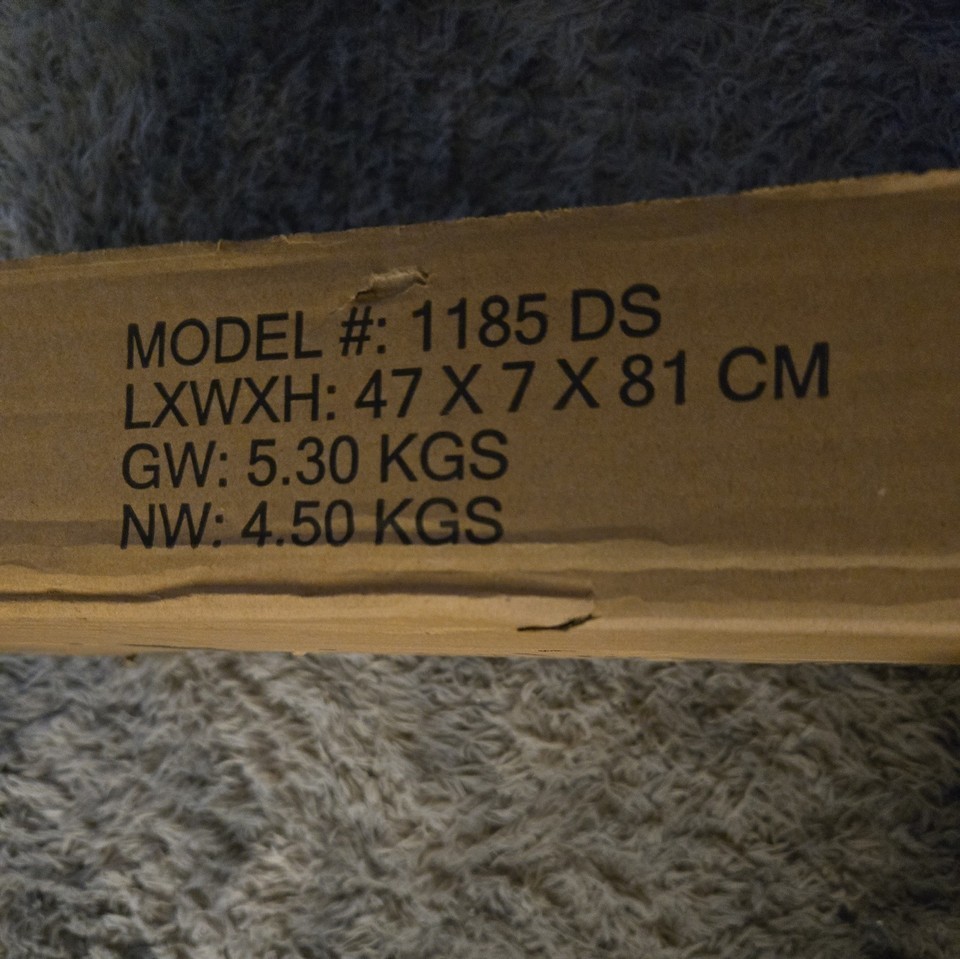 MODEL #: 1185 DS
LXWXH: 47 X 7 X 81 CM
GW: 5.30 KGS
NW: 4.50 KGS